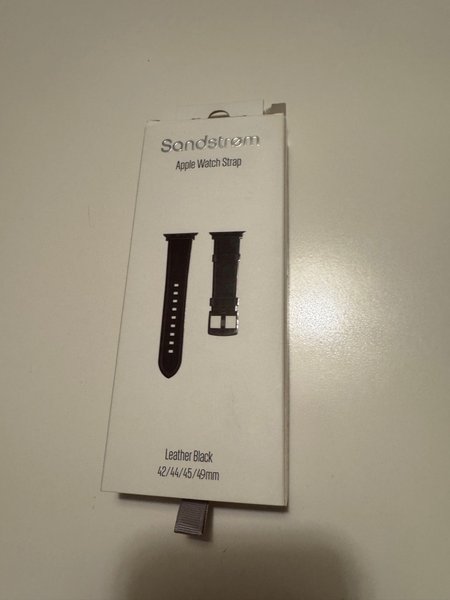 Sandstrøm
Apple Watch Strap
Leather Black
42/44/45/49mm